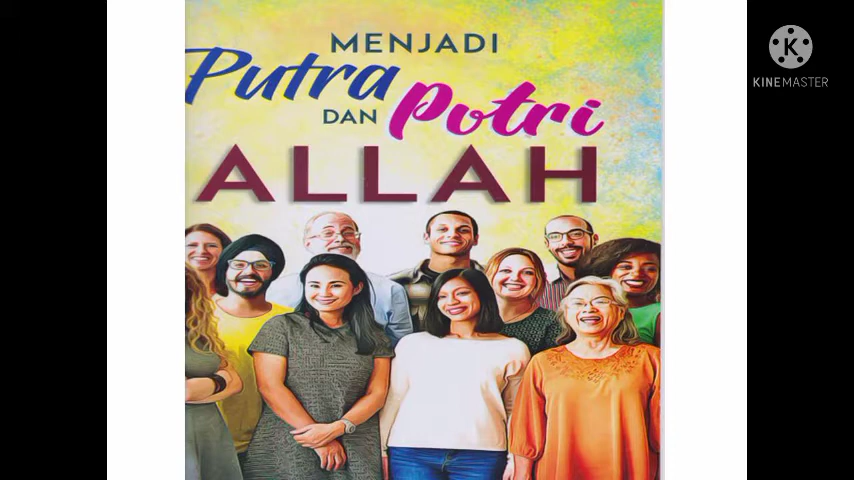 MENJADI
Putra
DAN Potri
ALLAH
K
KINEMASTER